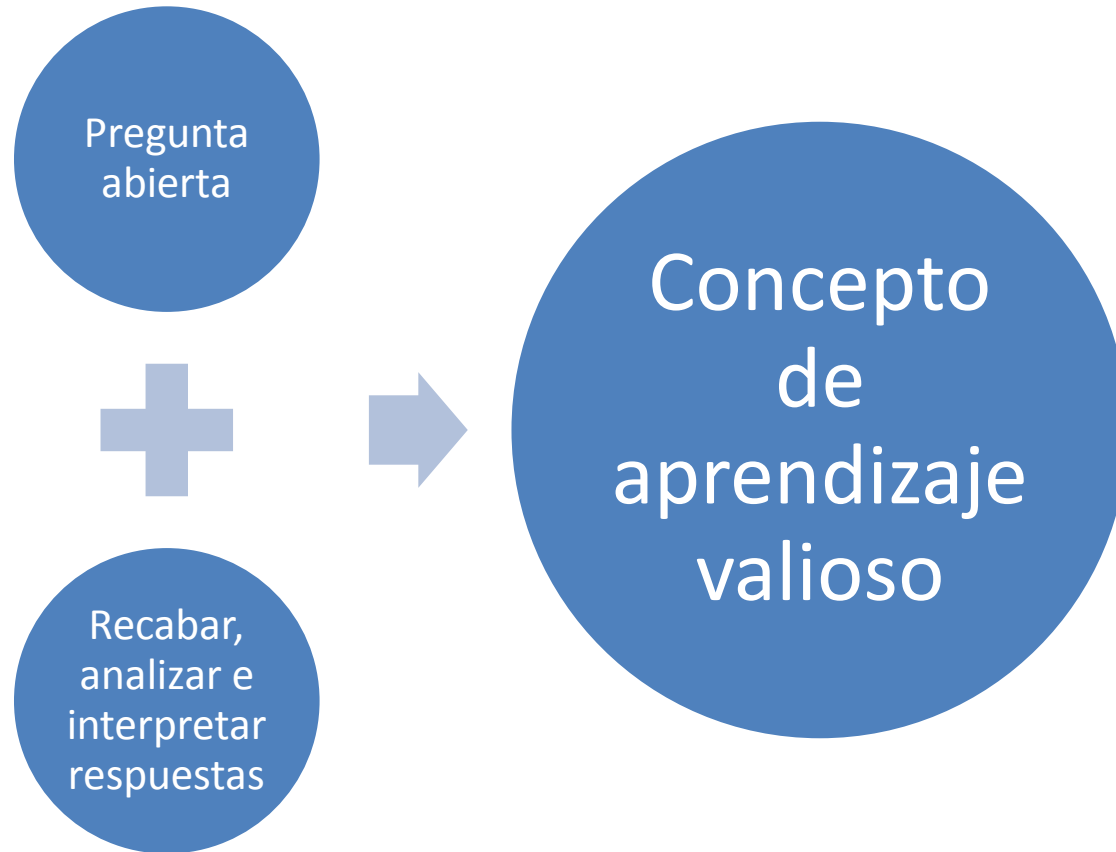 Pregunta
abierta
Recabar,
analizar e
interpretar
respuestas
Concepto
de
aprendizaje
valioso